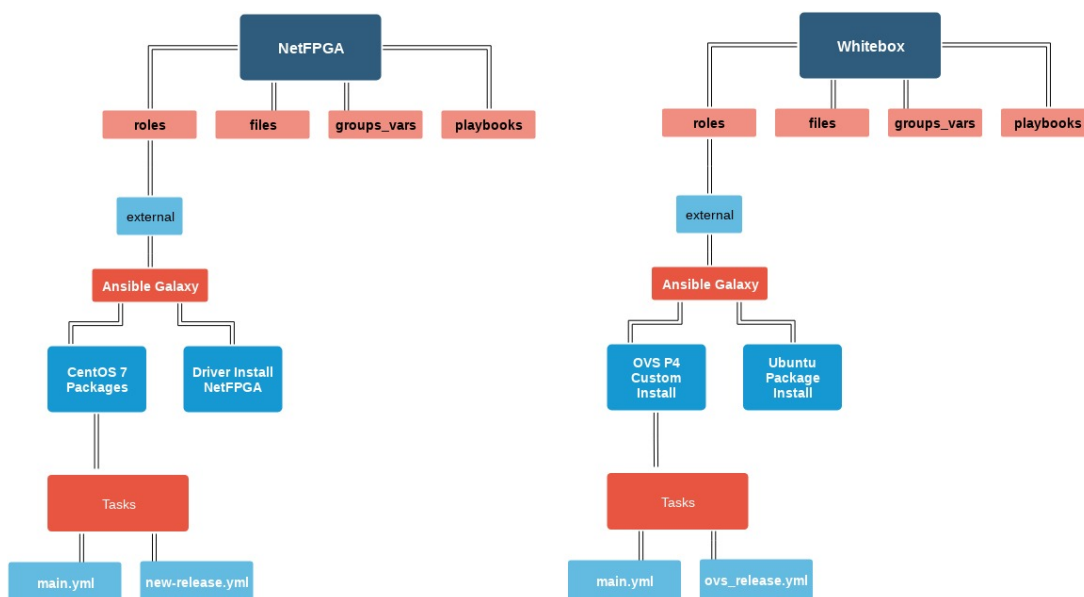 NetFPGA
roles
files
groups_vars
playbooks
external
Ansible Galaxy
CentOS 7
Packages
Driver Install
NetFPGA
Tasks
main.yml
new-release.yml
Whitebox
roles
files
groups_vars
playbooks
external
Ansible Galaxy
OVS P4
Custom
Install
Ubuntu
Package
Install
Tasks
main.yml
ovs_release.yml